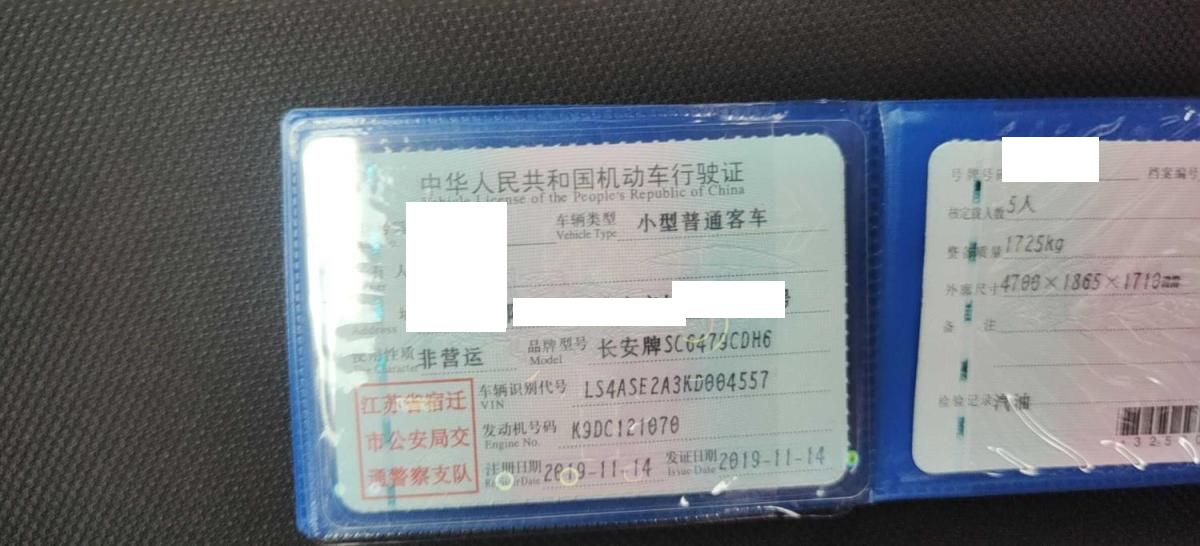 中华人民共和国机动车行驶证
Vehicle License of the People's Republic of China
车辆类型 小型普通客车
Vehicle Type
人
Address
号
使用性质 非营运 品牌型号 长安牌SC6479CDH6
Character Model
车辆识别代号 LS4ASE2A3KD004557
VIN
发动机号码 K9DC121070
Engine No.
注册日期 2019-11-14 发证日期 2019-11-14
Register Date Issue Date
江苏省宿迁
市公安局交
通警察支队
号牌号 档案编号
核定载人数 5人
整备质量 1725kg
外廓尺寸 4700×1865×1710mm
备 注
检验记录 汽油
325